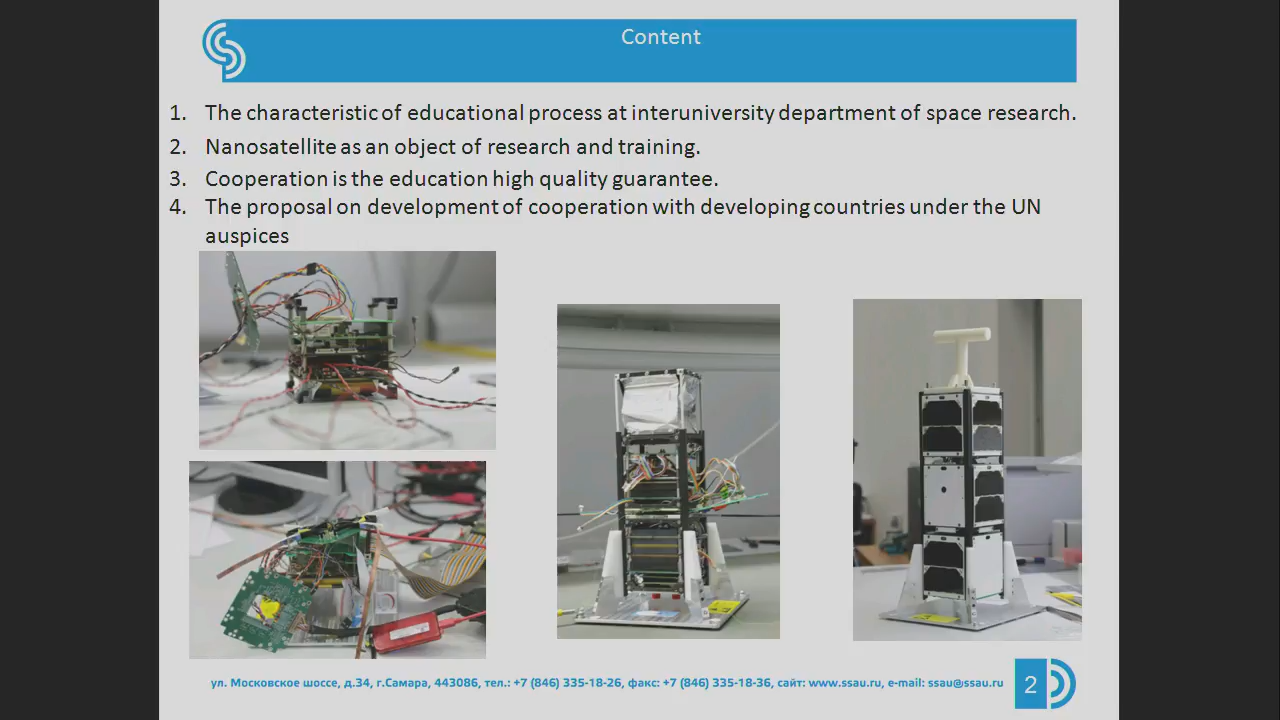 Content
1. The characteristic of educational process at interuniversity department of space research.
2. Nanosatellite as an object of research and training.
3. Cooperation is the education high quality guarantee.
4. The proposal on development of cooperation with developing countries under the UN
auspices
ул. Московское шоссе, д.34, г.Самара, 443086, тел.: +7 (846) 335-18-26, факс: +7 (846) 335-18-36, сайт: www.ssau.ru, e-mail: ssau@ssau.ru
2